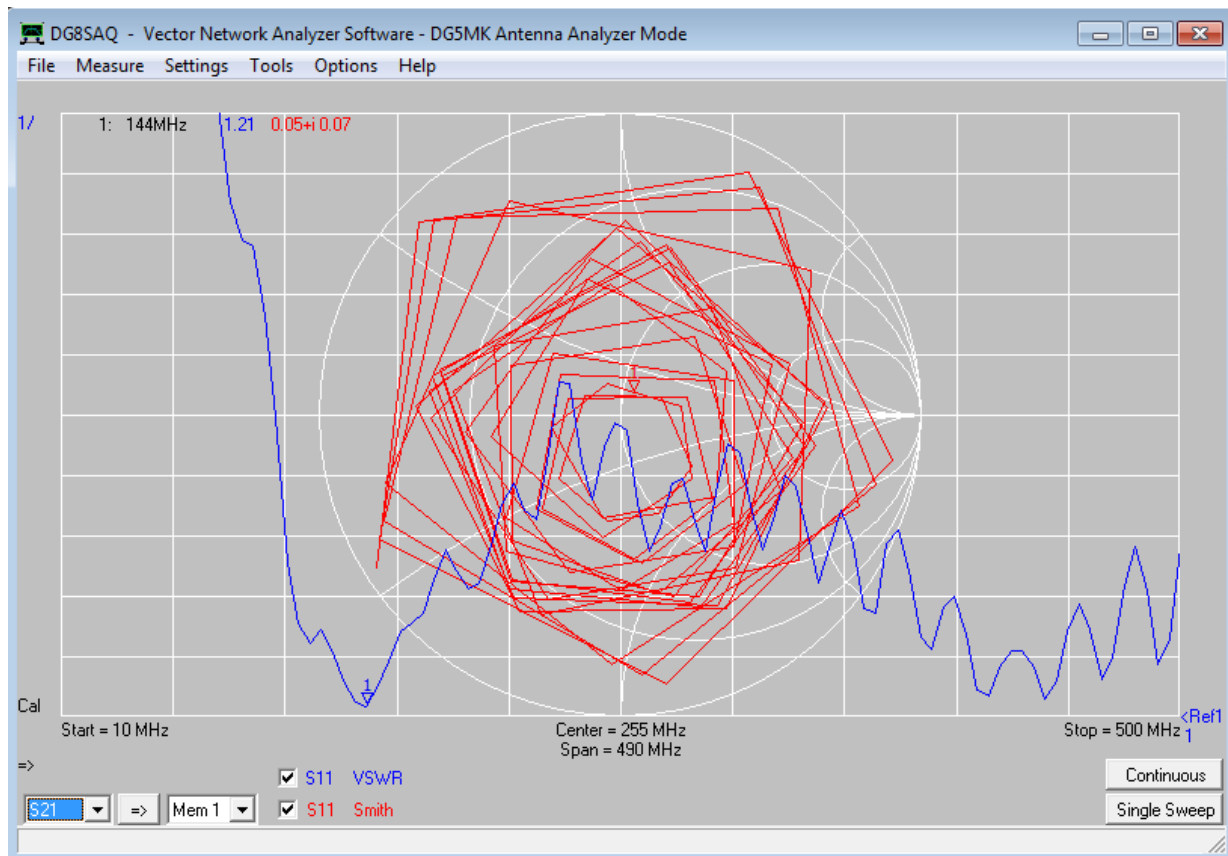 DG8SAQ - Vector Network Analyzer Software - DG5MK Antenna Analyzer Mode
File Measure Settings Tools Options Help
1/ 1: 144MHz 1.21 0.05+i 0.07
1
1
Cal
<Ref1
Start = 10 MHz Center = 255 MHz Stop = 500 MHz 1
Span = 490 MHz
=>
S11 VSWR Continuous
S21 => Mem 1 S11 Smith Single Sweep